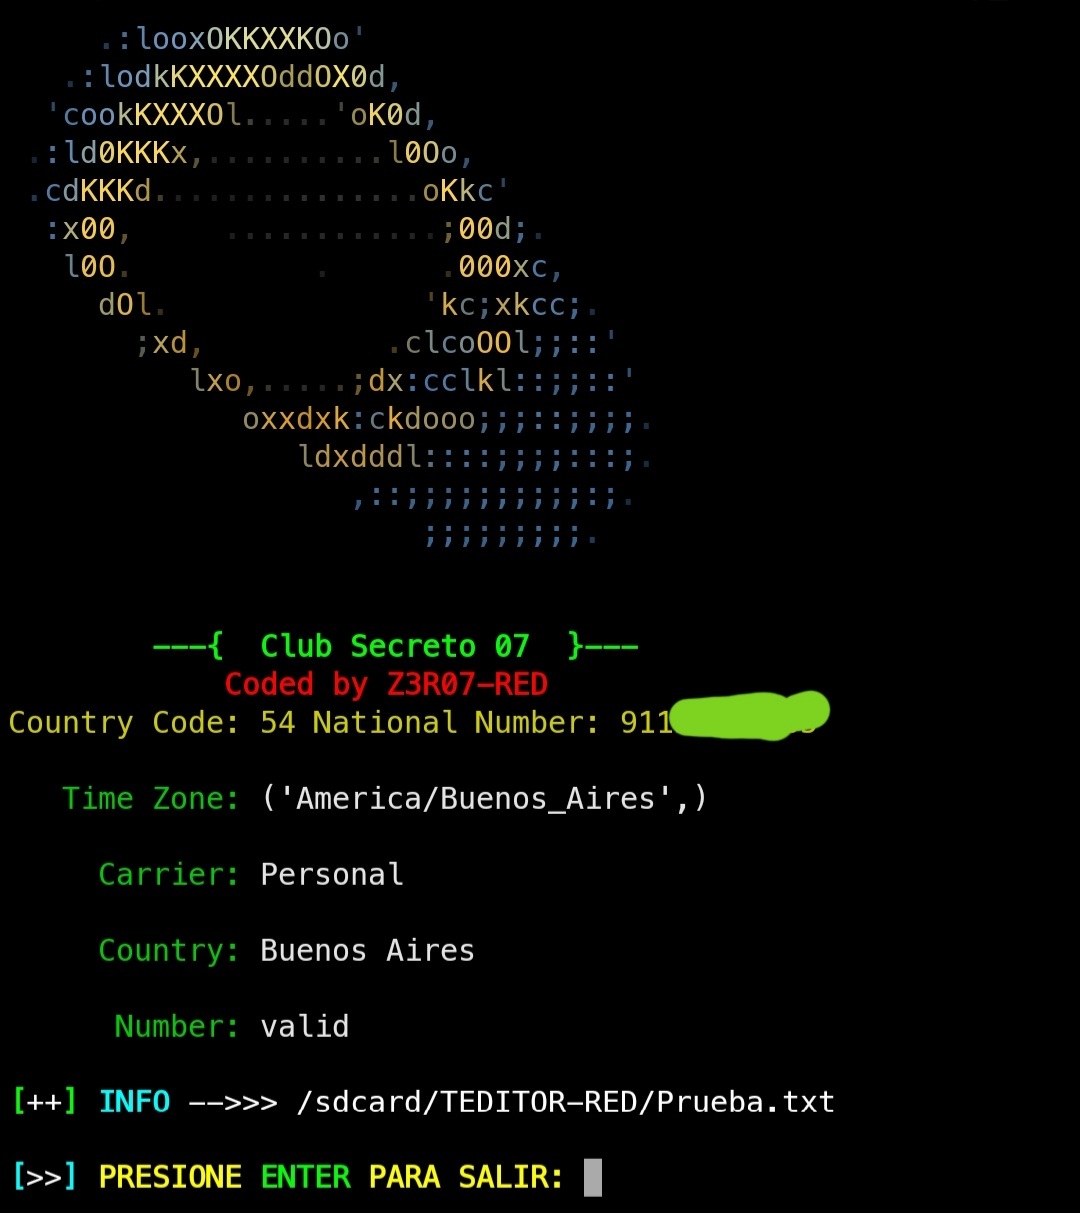 .:looxOKKXXKOo'
.:lodkKXXXXOddOX0d,
'cookKXXXOl.....'oK0d,
.:ld0KKKx,..........l0Oo,
.cdKKKd...............oKkc'
:x00,     ............;00d;.
l0O.          .      .000xc,
dOl.              'kc;xkcc;.
;xd,          .clcoOOl;;::'
lxo,.....;dx:cclkl::;;::'
oxxdxk:ckdooo;;;::;;;;.
ldxdddl::::;;;;:::;.
,::;;;;;;;;;;:;.
;;;;;;;;;.
---{  Club Secreto 07  }---
Coded by Z3R07-RED
Country Code: 54 National Number: 911
Time Zone: ('America/Buenos_Aires',)
Carrier: Personal
Country: Buenos Aires
Number: valid
[++] INFO -->>> /sdcard/TEDITOR-RED/Prueba.txt
[>>] PRESIONE ENTER PARA SALIR: